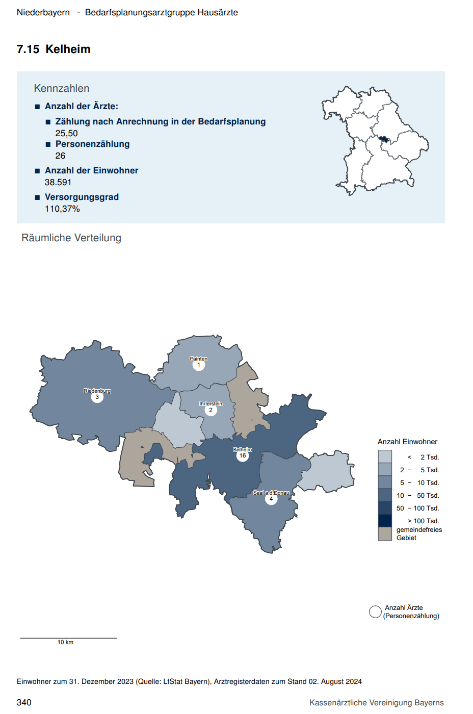 Niederbayern - Bedarfsplanungsarztgruppe Hausärzte
7.15 Kelheim
Kennzahlen
Anzahl der Ärzte:
Zählung nach Anrechnung in der Bedarfsplanung
25,50
Personenzählung
26
Anzahl der Einwohner
38.591
Versorgungsgrad
110,37%
Räumliche Verteilung
Painten
1
Riedenburg
3
Ihrlerstein
2
Kelheim
16
Saal a.d.Donau
4
Anzahl Einwohner
< 2 Tsd.
2 – 5 Tsd.
5 – 10 Tsd.
10 – 50 Tsd.
50 – 100 Tsd.
> 100 Tsd.
gemeindefreies
Gebiet
Anzahl Ärzte
(Personenzählung)
10 km
Einwohner zum 31. Dezember 2023 (Quelle: LfStat Bayern), Arztregisterdaten zum Stand 02. August 2024
340
Kassenärztliche Vereinigung Bayerns